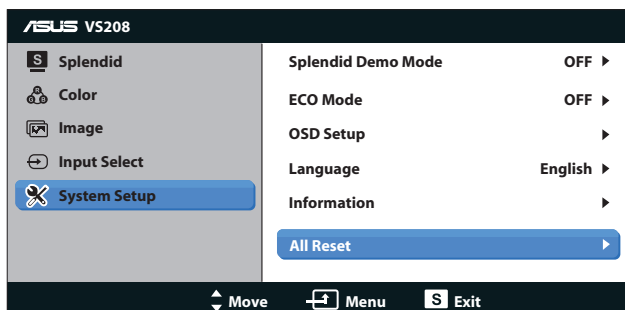 ASUS VS208
S Splendid
Color
Image
Input Select
System Setup
Splendid Demo Mode OFF
ECO Mode OFF
OSD Setup
Language English
Information
All Reset
Move Menu S Exit